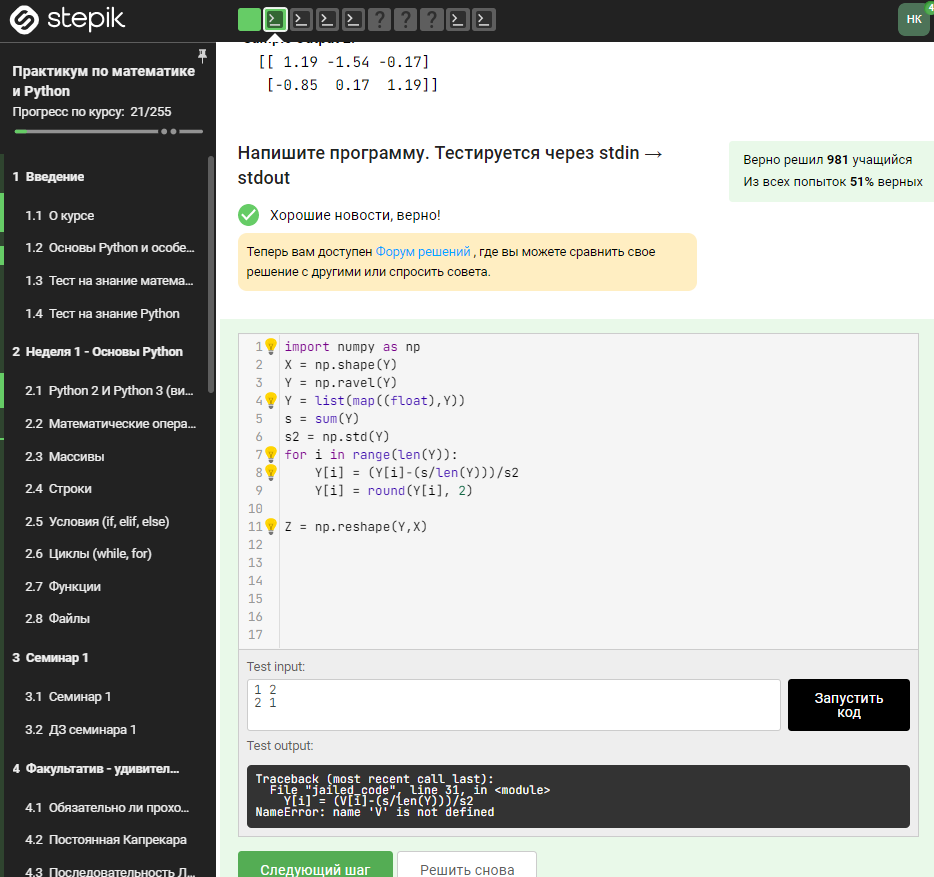 stepik
? ? ?
НК
4
Практикум по математике
и Python
Прогресс по курсу: 21/255
1 Введение
1.1 О курсе
1.2 Основы Python и особе...
1.3 Тест на знание матема...
1.4 Тест на знание Python
2 Неделя 1 - Основы Python
2.1 Python 2 И Python 3 (ви...
2.2 Математические опера...
2.3 Массивы
2.4 Строки
2.5 Условия (if, elif, else)
2.6 Циклы (while, for)
2.7 Функции
2.8 Файлы
3 Семинар 1
3.1 Семинар 1
3.2 ДЗ семинара 1
4 Факультатив - удивител...
4.1 Обязательно ли прохо...
4.2 Постоянная Капрекара
4.3 Последовательность Л...
Sample Output 2:
[[ 1.19 -1.54 -0.17]
[-0.85 0.17 1.19]]
Напишите программу. Тестируется через stdin →
stdout
Верно решил 981 учащийся
Из всех попыток 51% верных
Хорошие новости, верно!
Теперь вам доступен Форум решений , где вы можете сравнить свое
решение с другими или спросить совета.
1 import numpy as np
2 X = np.shape(Y)
3 Y = np.ravel(Y)
4 Y = list(map((float),Y))
5 s = sum(Y)
6 s2 = np.std(Y)
7 for i in range(len(Y)):
8 Y[i] = (Y[i]-(s/len(Y)))/s2
9 Y[i] = round(Y[i], 2)
10
11 Z = np.reshape(Y,X)
12
13
14
15
16
17
Test input:
1 2
2 1
Запустить
код
Test output:
Traceback (most recent call last):
File "jailed_code", line 31, in <module>
Y[i] = (V[i]-(s/len(Y)))/s2
NameError: name 'V' is not defined
Следующий шаг
Решить снова